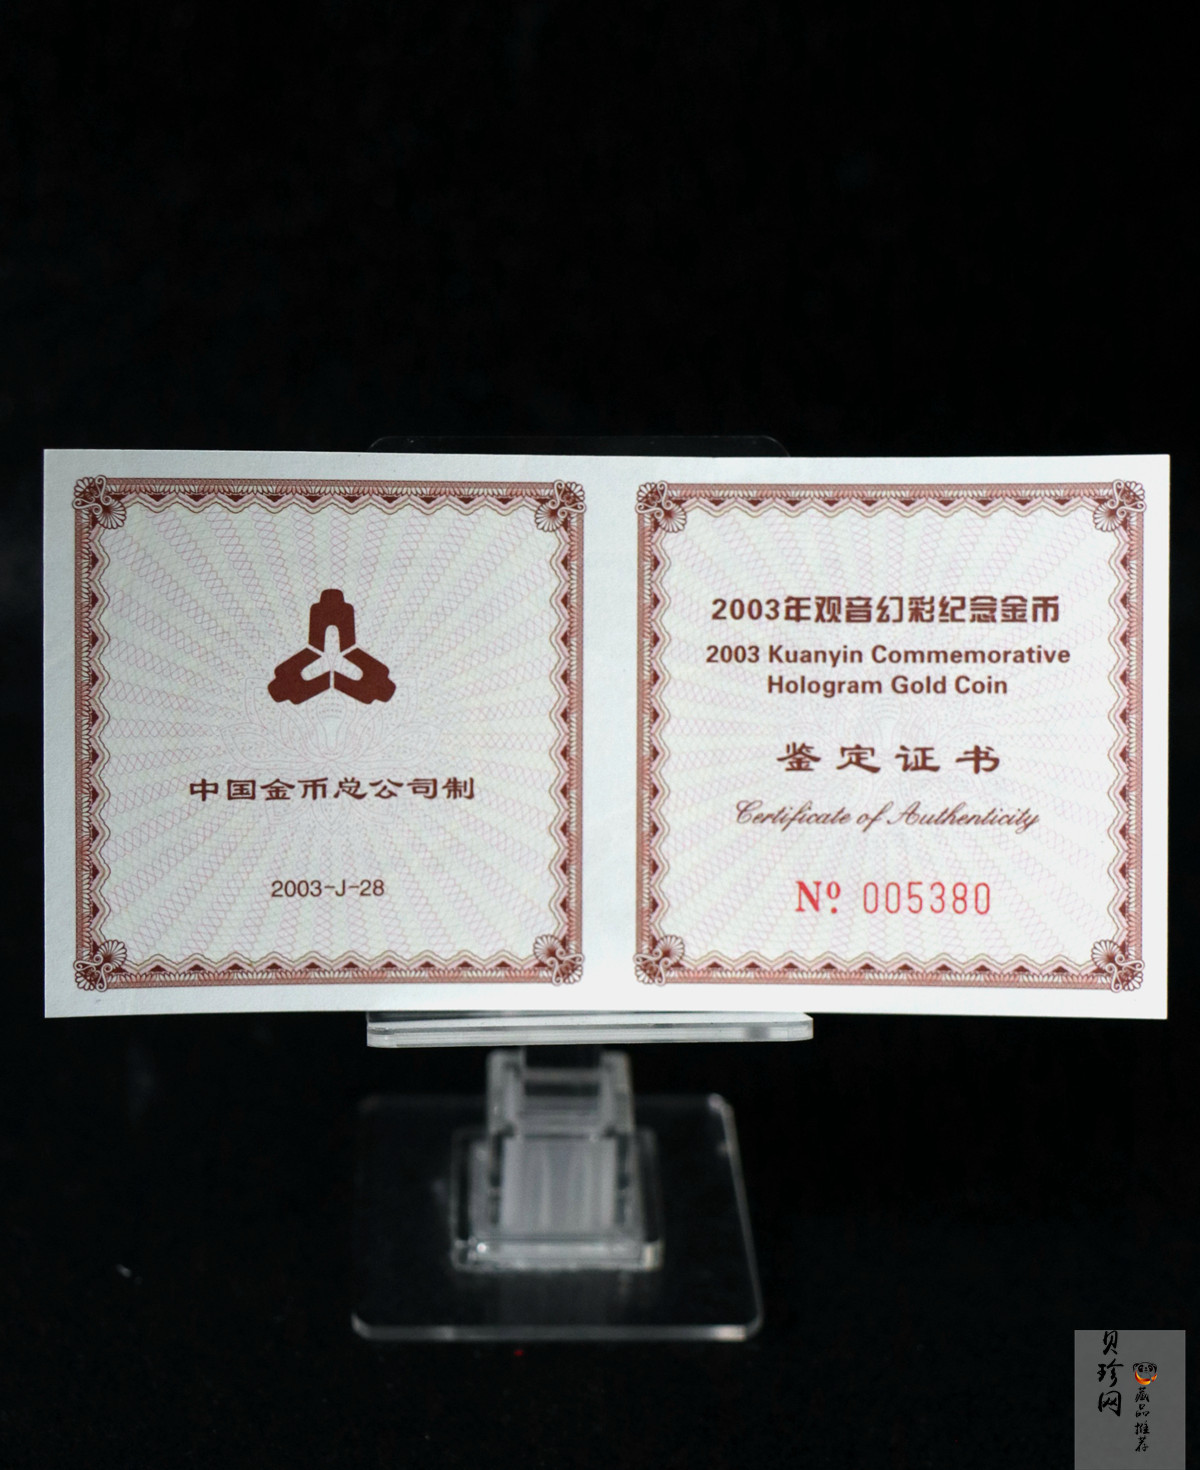 中国金币总公司制
2003-J-28
2003年观音幻彩纪念金币
2003 Kuanyin Commemorative
Hologram Gold Coin
鉴定证书
Certificate of Authenticity
Nº. 005380
贝珍网
藏品推荐